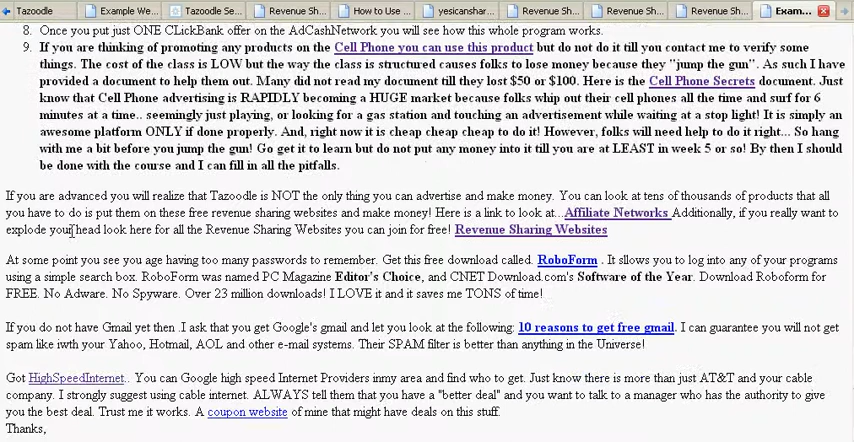 Tazoodle
Example We...
Tazoodle Se...
Revenue Sh...
How to Use ...
yesicanshar...
Revenue Sh...
Revenue Sh...
Revenue Sh...
Exam...
8. Once you put just ONE CLickBank offer on the AdCashNetwork you will see how this whole program works.
9. If you are thinking of promoting any products on the Cell Phone you can use this product but do not do it till you contact me to verify some
things. The cost of the class is LOW but the way the class is structured causes folks to lose money because they "jump the gun". As such I have
provided a document to help them out. Many did not read my document till they lost $50 or $100. Here is the Cell Phone Secrets document. Just
know that Cell Phone advertising is RAPIDLY becoming a HUGE market because folks whip out their cell phones all the time and surf for 6
minutes at a time.. seemingly just playing, or looking for a gas station and touching an advertisement while waiting at a stop light! It is simply an
awesome platform ONLY if done properly. And, right now it is cheap cheap cheap to do it! However, folks will need help to do it right... So hang
with me a bit before you jump the gun! Go get it to learn but do not put any money into it till you are at LEAST in week 5 or so! By then I should
be done with the course and I can fill in all the pitfalls.
If you are advanced you will realize that Tazoodle is NOT the only thing you can advertise and make money. You can look at tens of thousands of products that all
you have to do is put them on these free revenue sharing websites and make money! Here is a link to look at...Affiliate Networks Additionally, if you really want to
explode your head look here for all the Revenue Sharing Websites you can join for free! Revenue Sharing Websites
At some point you see you age having too many passwords to remember. Get this free download called. RoboForm . It sllows you to log into any of your programs
using a simple search box. RoboForm was named PC Magazine Editor's Choice, and CNET Download.com's Software of the Year. Download Roboform for
FREE. No Adware. No Spyware. Over 23 million downloads! I LOVE it and it saves me TONS of time!
If you do not have Gmail yet then .I ask that you get Google's gmail and let you look at the following: 10 reasons to get free gmail. I can guarantee you will not get
spam like iwth your Yahoo, Hotmail, AOL and other e-mail systems. Their SPAM filter is better than anything in the Universe!
Got HighSpeedInternet.. You can Google high speed Internet Providers inmy area and find who to get. Just know there is more than just AT&T and your cable
company. I strongly suggest using cable internet. ALWAYS tell them that you have a "better deal" and you want to talk to a manager who has the authority to give
you the best deal. Trust me it works. A coupon website of mine that might have deals on this stuff.
Thanks,